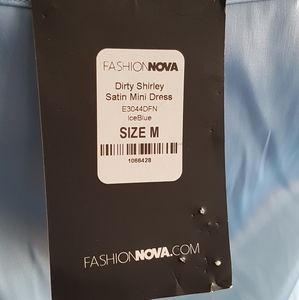 FASHIONNOVA
Dirty Shirley
Satin Mini Dress
E3044DFN
IceBlue
SIZE M
1066428
FASHIONNOVA.COM